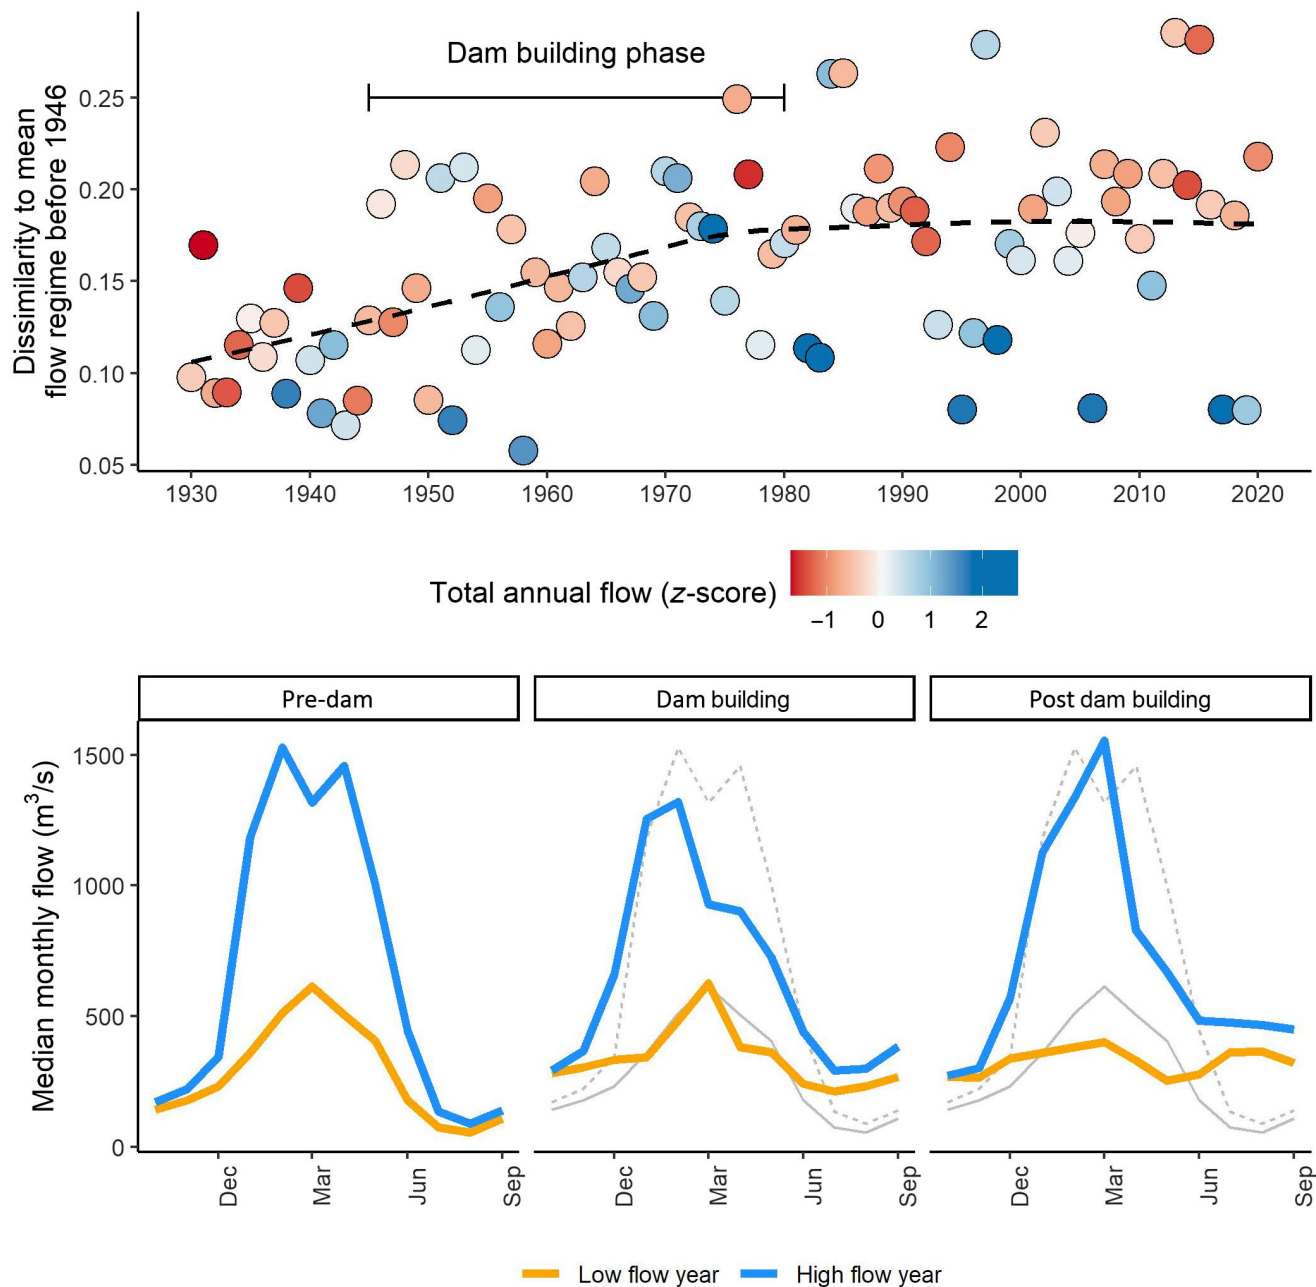 Dam building phase
Dissimilarity to mean
flow regime before 1946
0.25
0.20
0.15
0.10
0.05
1930 1940 1950 1960 1970 1980 1990 2000 2010 2020
Total annual flow (z-score)
−1 0 1 2
Pre-dam Dam building Post dam building
Median monthly flow (m³/s)
1500
1000
500
0
Dec Mar Jun Sep Dec Mar Jun Sep Dec Mar Jun Sep
Low flow year High flow year